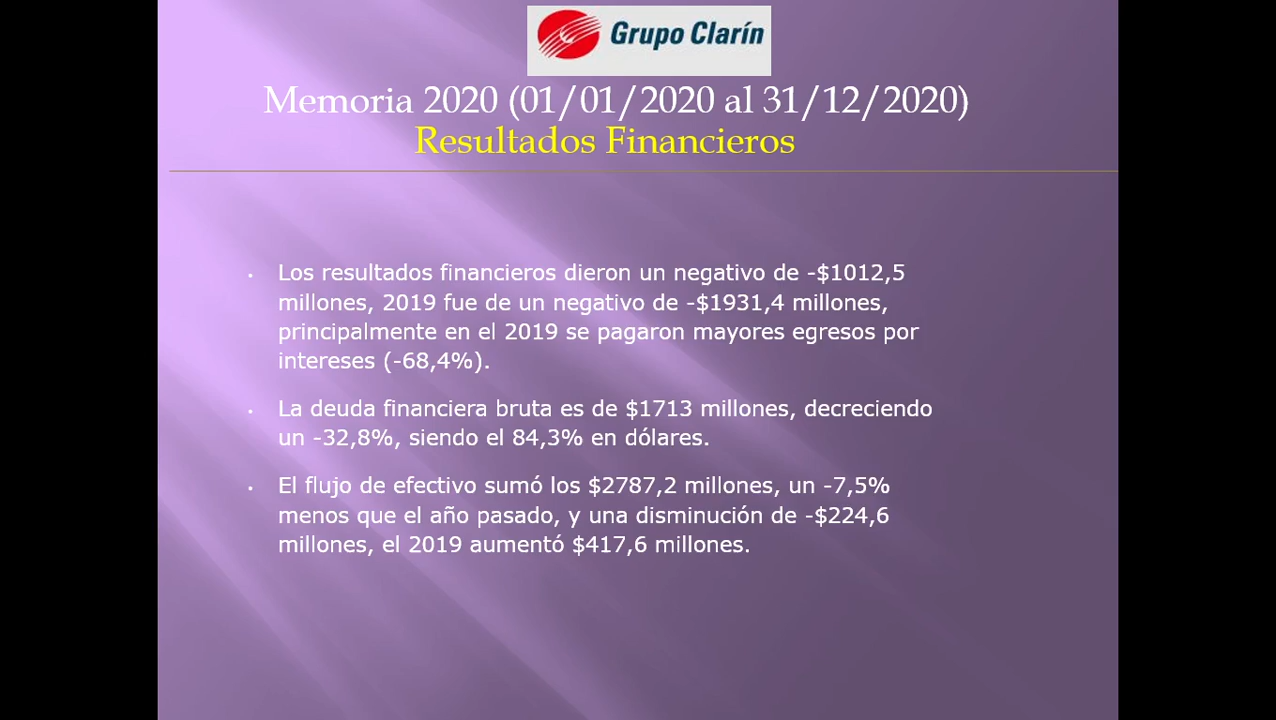 Grupo Clarín
Memoria 2020 (01/01/2020 al 31/12/2020)
Resultados Financieros
• Los resultados financieros dieron un negativo de -$1012,5
millones, 2019 fue de un negativo de -$1931,4 millones,
principalmente en el 2019 se pagaron mayores egresos por
intereses (-68,4%).
• La deuda financiera bruta es de $1713 millones, decreciendo
un -32,8%, siendo el 84,3% en dólares.
• El flujo de efectivo sumó los $2787,2 millones, un -7,5%
menos que el año pasado, y una disminución de -$224,6
millones, el 2019 aumentó $417,6 millones.